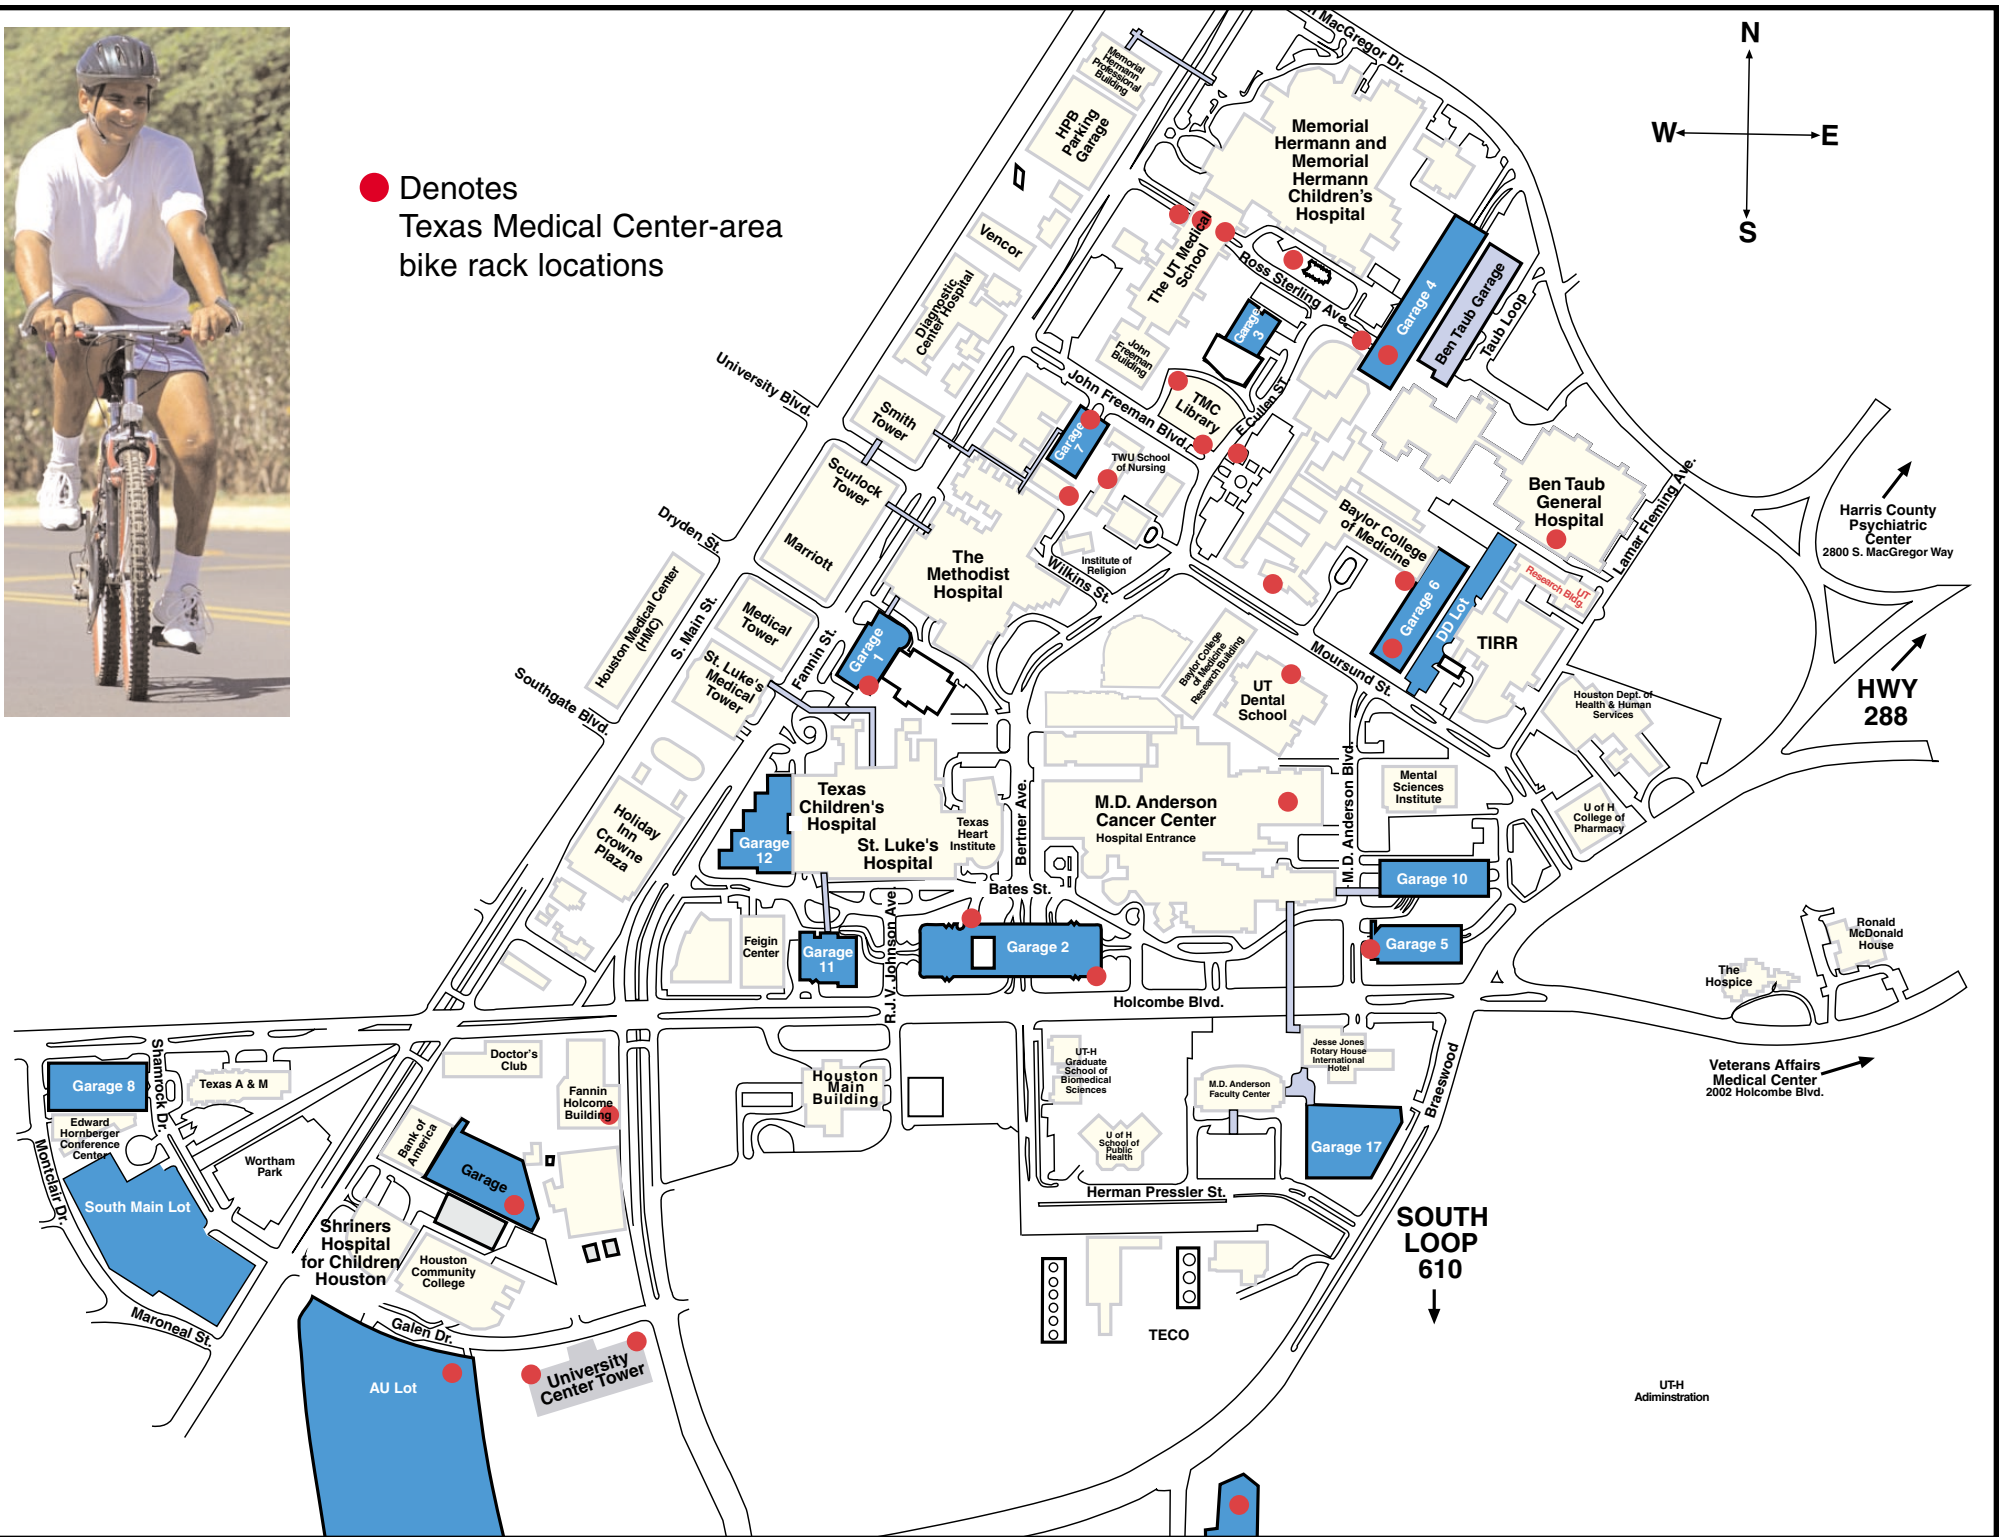 Denotes
Texas Medical Center-area
bike rack locations
N
W
E
S
MacGregor Dr.
Memorial
Hermann
Professional
Building
HPB
Parking
Garage
Memorial
Hermann and
Memorial
Hermann
Children's
Hospital
Vencor
Diagnostic
Center Hospital
The UT Medical
School
Ross Sterling Ave.
Garage 4
Ben Taub Garage
Taub Loop
Garage
3
John
Freeman
Building
John Freeman Blvd.
TMC
Library
E Cullen ST.
University Blvd.
Smith
Tower
Scurlock
Tower
Marriott
Garage
7
TWU School
of Nursing
Dryden St.
The
Methodist
Hospital
Wilkins St.
Institute of
Religion
Baylor College
of Medicine
Ben Taub
General
Hospital
Lamar Fleming Ave.
Harris County
Psychiatric
Center
2800 S. MacGregor Way
UT
Research Bldg.
Garage 6
DD Lot
TIRR
Houston Medical Center
(HMC)
S. Main St.
Medical
Tower
Fannin St.
Garage
1
St. Luke's
Medical
Tower
Southgate Blvd.
Baylor College
of Medicine
Research Building
UT
Dental
School
Moursund St.
Houston Dept. of
Health & Human
Services
HWY
288
Holiday
Inn
Crowne
Plaza
Garage
12
Texas
Children's
Hospital
St. Luke's
Hospital
Texas
Heart
Institute
Bertner Ave.
M.D. Anderson
Cancer Center
Hospital Entrance
M.D. Anderson Blvd.
Mental
Sciences
Institute
U of H
College of
Pharmacy
Garage 10
Bates St.
Feigin
Center
Garage
11
R.J.V. Johnson Ave.
Garage 2
Garage 5
Ronald
McDonald
House
The
Hospice
Holcombe Blvd.
Garage 8
Shamrock Dr.
Texas A & M
Doctor's
Club
Fannin
Holcome
Building
Houston
Main
Building
UT-H
Graduate
School of
Biomedical
Sciences
Jesse Jones
Rotary House
International
Hotel
M.D. Anderson
Faculty Center
Braeswood
Veterans Affairs
Medical Center
2002 Holcombe Blvd.
Edward
Hornberger
Conference
Center
Montclair Dr.
Wortham
Park
Bank of
America
Garage
U of H
School of
Public
Health
Garage 17
South Main Lot
Herman Pressler St.
Shriners
Hospital
for Children
Houston
Houston
Community
College
SOUTH
LOOP
610
Maroneal St.
Galen Dr.
TECO
AU Lot
University
Center Tower
UT-H
Adiminstration